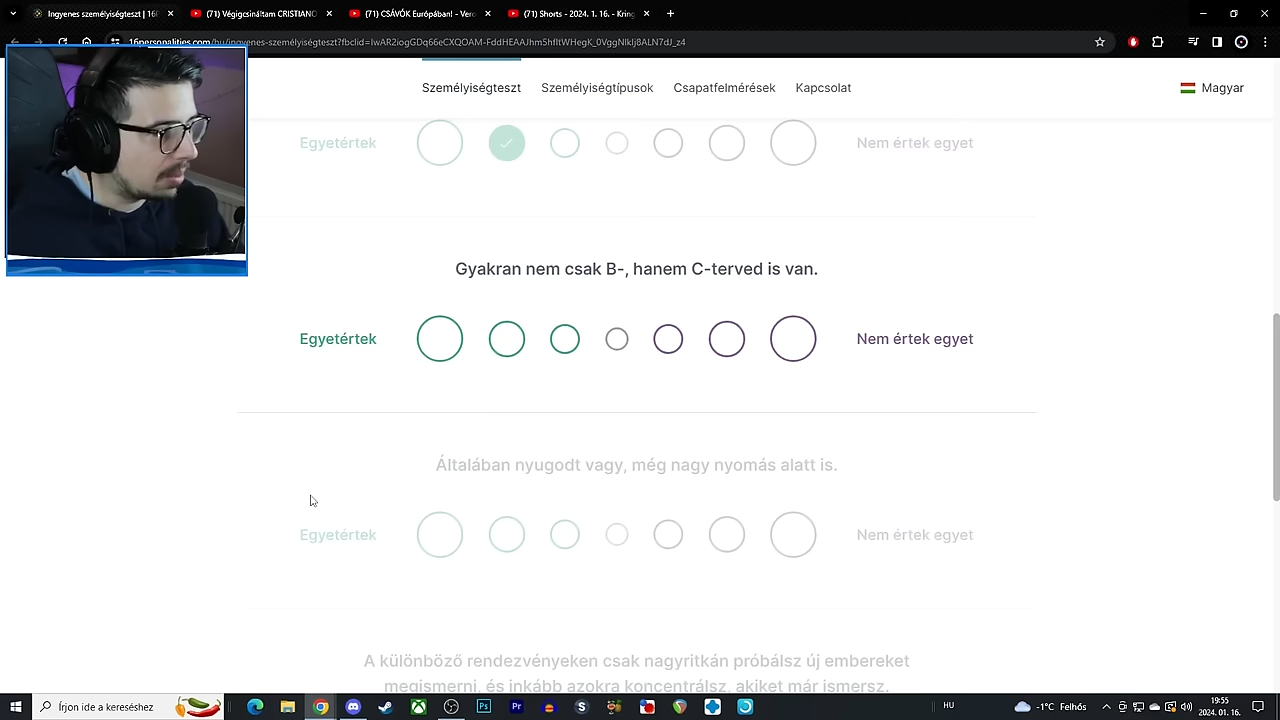 Ingyenes személyiségteszt | 16P
(71) Végigcsináltam CRISTIANO
(71) CSÁVÓK Európában! - Verc
(71) Shorts - 2024. 1. 16. - Kring
Személyiségteszt
Személyiségtípusok
Csapatfelmérések
Kapcsolat
Magyar
Egyetértek
Nem értek egyet
Gyakran nem csak B-, hanem C-terved is van.
Egyetértek
Nem értek egyet
Általában nyugodt vagy, még nagy nyomás alatt is.
Egyetértek
Nem értek egyet
A különböző rendezvényeken csak nagyritkán próbálsz új embereket
megismerni, és inkább azokra koncentrálsz, akiket már ismersz.
Írjon ide a kereséshez
HU
-1°C Felhős:
19:55
2024. 01. 16.